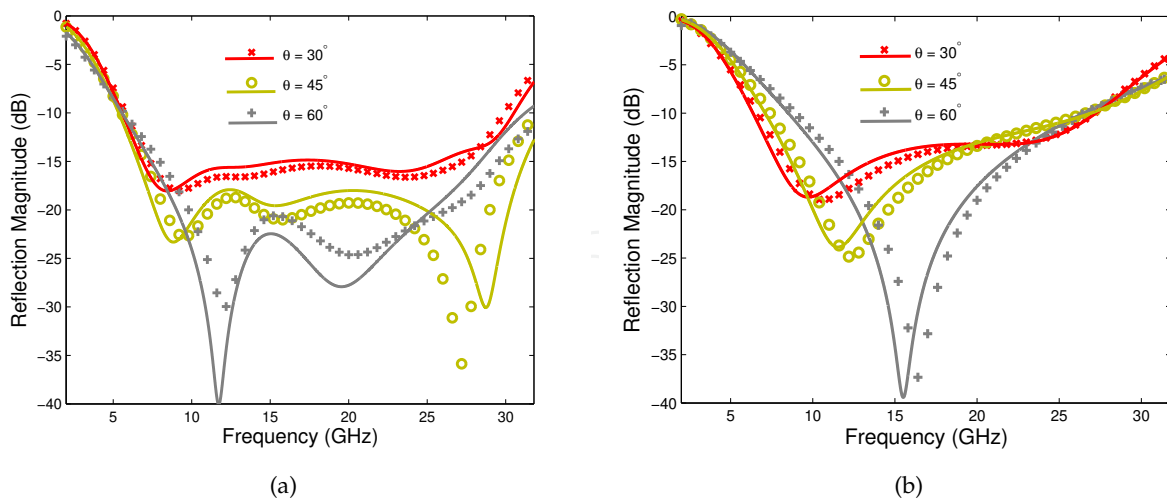 0
−5
−10
−15
−20
−25
−30
−35
−40
5 10 15 20 25 30
Reflection Magnitude (dB)
Frequency (GHz)
θ = 30°
θ = 45°
θ = 60°
(a)
0
−5
−10
−15
−20
−25
−30
−35
−40
5 10 15 20 25 30
Reflection Magnitude (dB)
Frequency (GHz)
θ = 30°
θ = 45°
θ = 60°
(b)